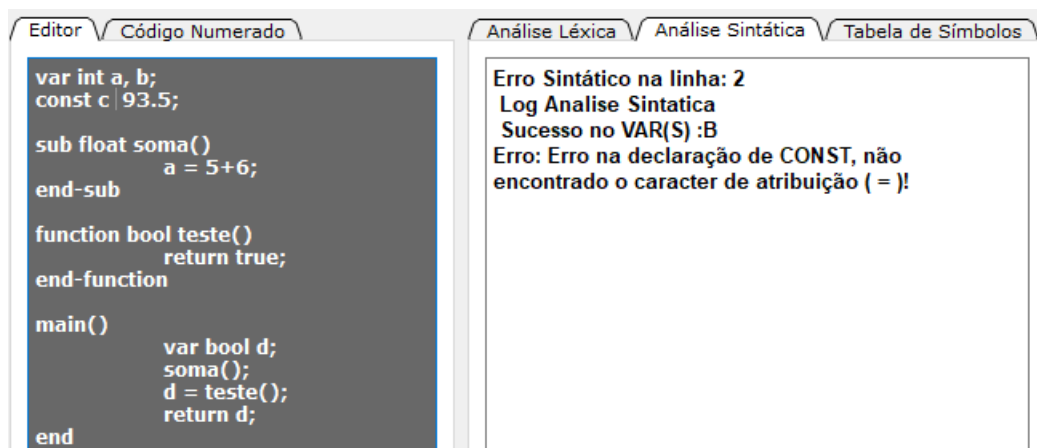 Editor
Código Numerado
var int a, b;
const c 93.5;
sub float soma()
a = 5+6;
end-sub
function bool teste()
return true;
end-function
main()
var bool d;
soma();
d = teste();
return d;
end
Análise Léxica
Análise Sintática
Tabela de Símbolos
Erro Sintático na linha: 2
Log Analise Sintatica
Sucesso no VAR(S) :B
Erro: Erro na declaração de CONST, não
encontrado o caracter de atribuição ( = )!